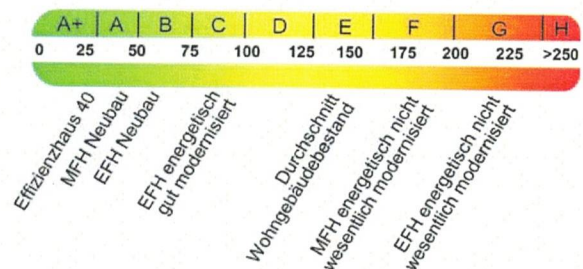 A+ A B C D E F G H
0 25 50 75 100 125 150 175 200 225 >250
Effizienzhaus 40
MFH Neubau
EFH Neubau
EFH energetisch
gut modernisiert
Durchschnitt
Wohngebäudebestand
MFH energetisch nicht
wesentlich modernisiert
EFH energetisch nicht
wesentlich modernisiert